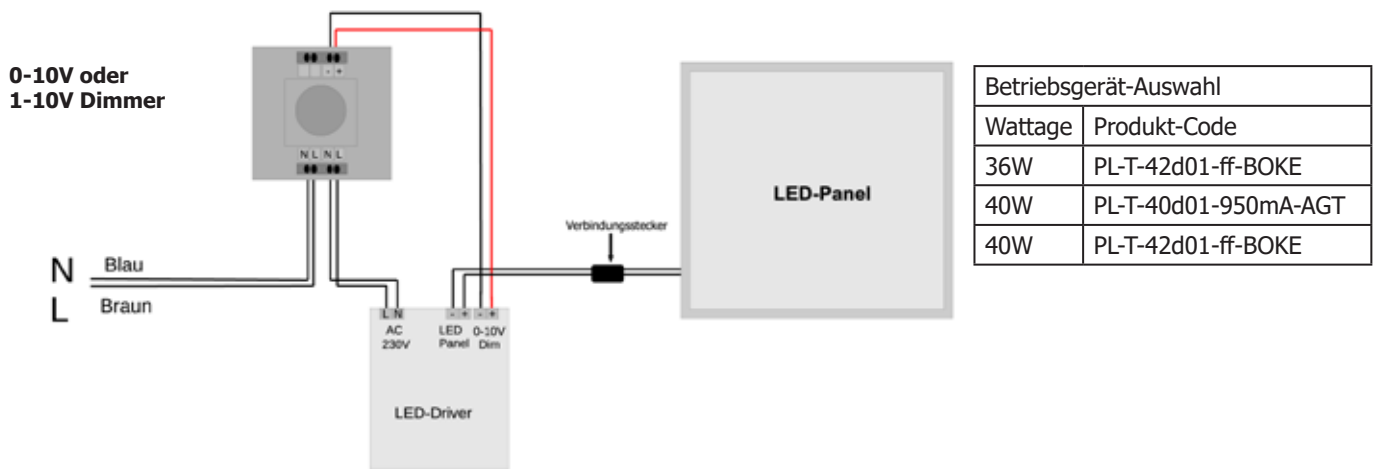 0-10V oder
1-10V Dimmer
- +
N L N L
N Blau
L Braun
L N
AC
230V
- +
LED
Panel
- +
0-10V
Dim
LED-Driver
Verbindungsstecker
LED-Panel
Betriebsgerät-Auswahl
Wattage Produkt-Code
36W PL-T-42d01-ff-BOKE
40W PL-T-40d01-950mA-AGT
40W PL-T-42d01-ff-BOKE